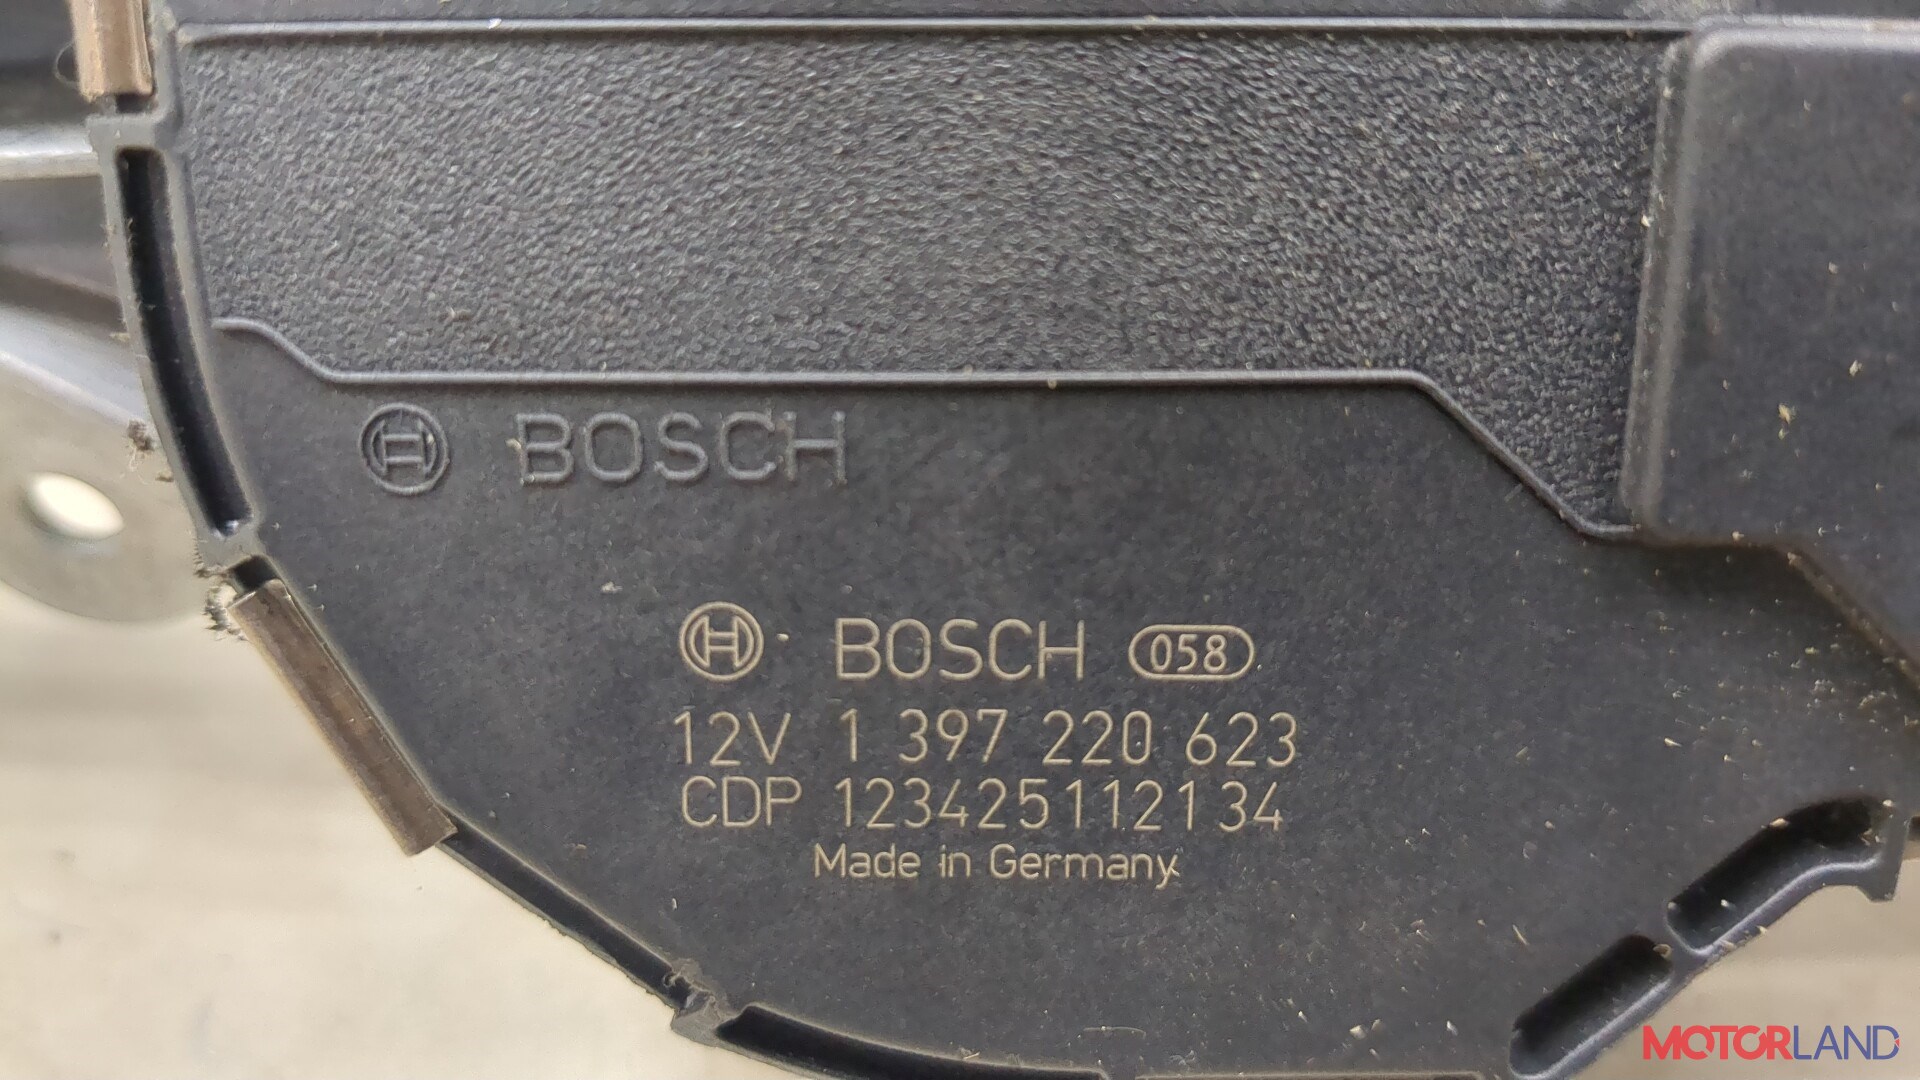 BOSCH
BOSCH 058
12V 1 397 220 623
CDP 123425112134
Made in Germany
MOTORLAND